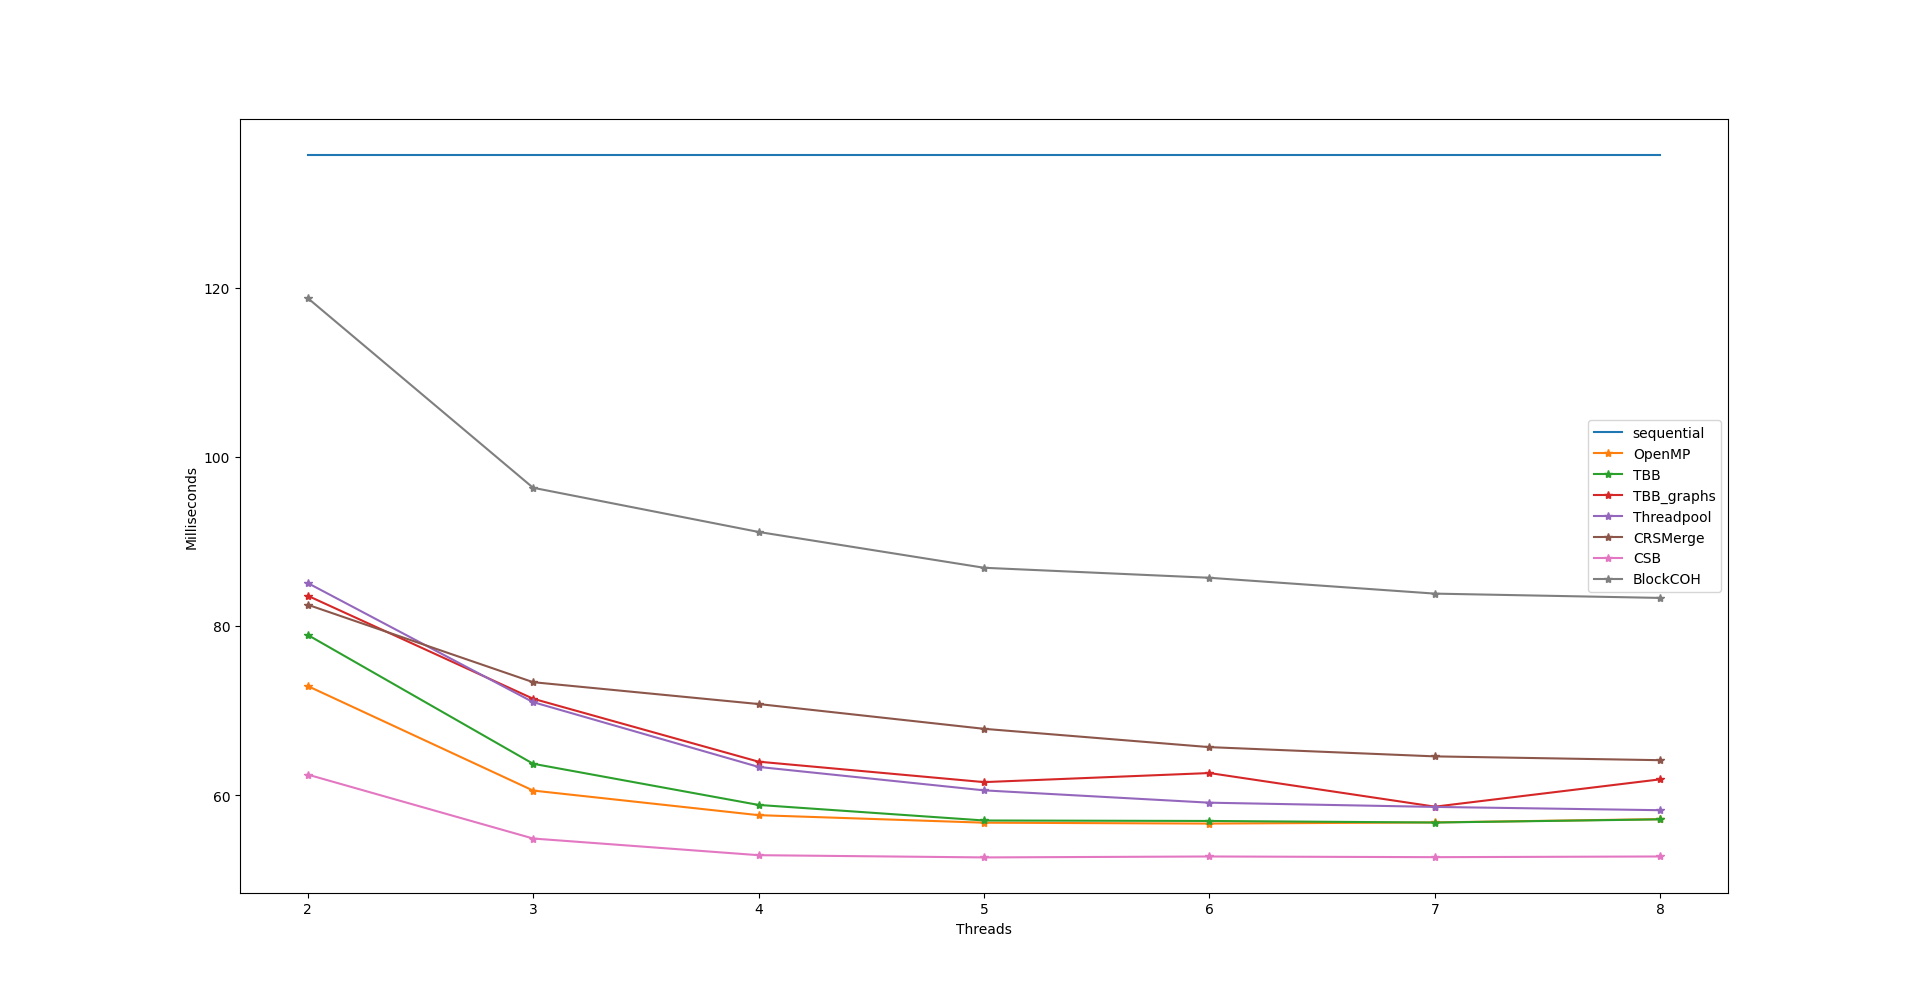 120
100
80
60
Milliseconds
2 3 4 5 6 7 8
Threads
sequential
OpenMP
TBB
TBB_graphs
Threadpool
CRSMerge
CSB
BlockCOH